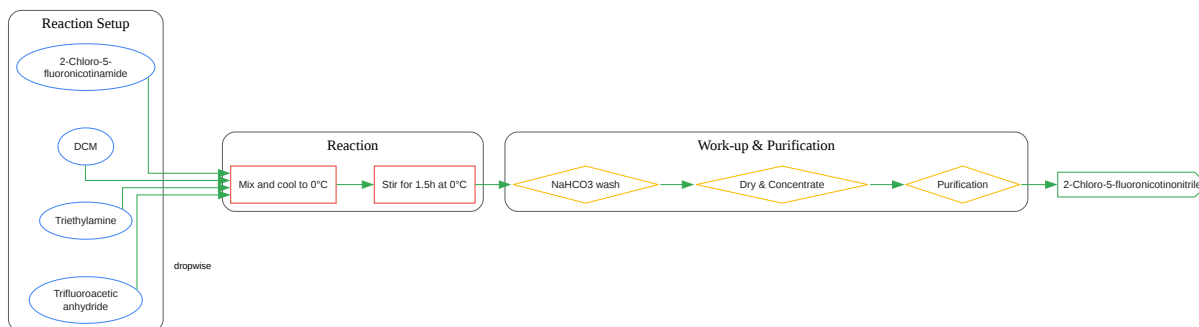 Reaction Setup
2-Chloro-5-
fluoronicotinamide
DCM
Triethylamine
dropwise
Trifluoroacetic
anhydride
Reaction
Mix and cool to 0°C
Stir for 1.5h at 0°C
Work-up & Purification
NaHCO3 wash
Dry & Concentrate
Purification
2-Chloro-5-fluoronicotinonitrile